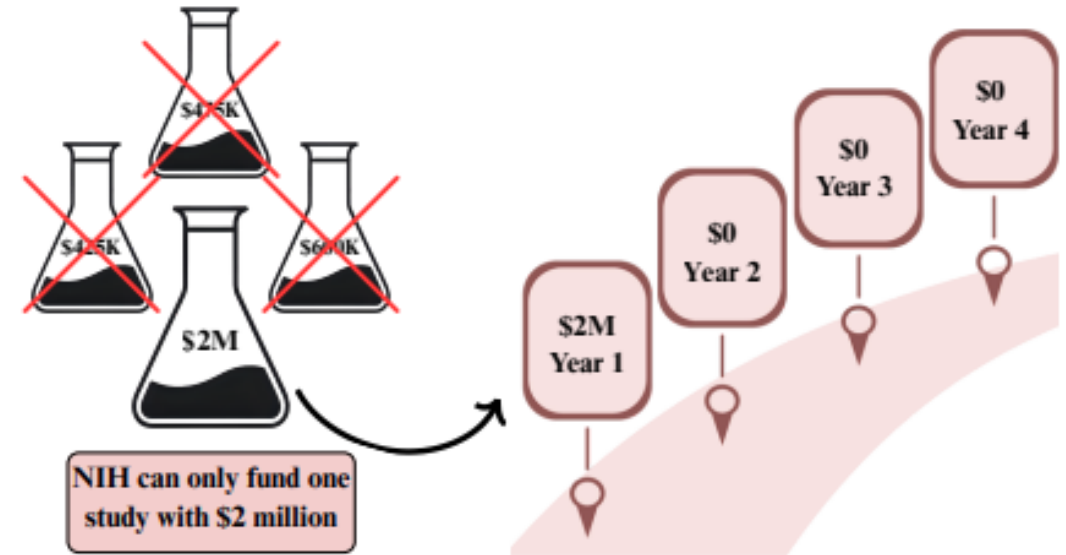 $2M
NIH can only fund one
study with $2 million
$2M
Year 1
$0
Year 2
$0
Year 3
$0
Year 4